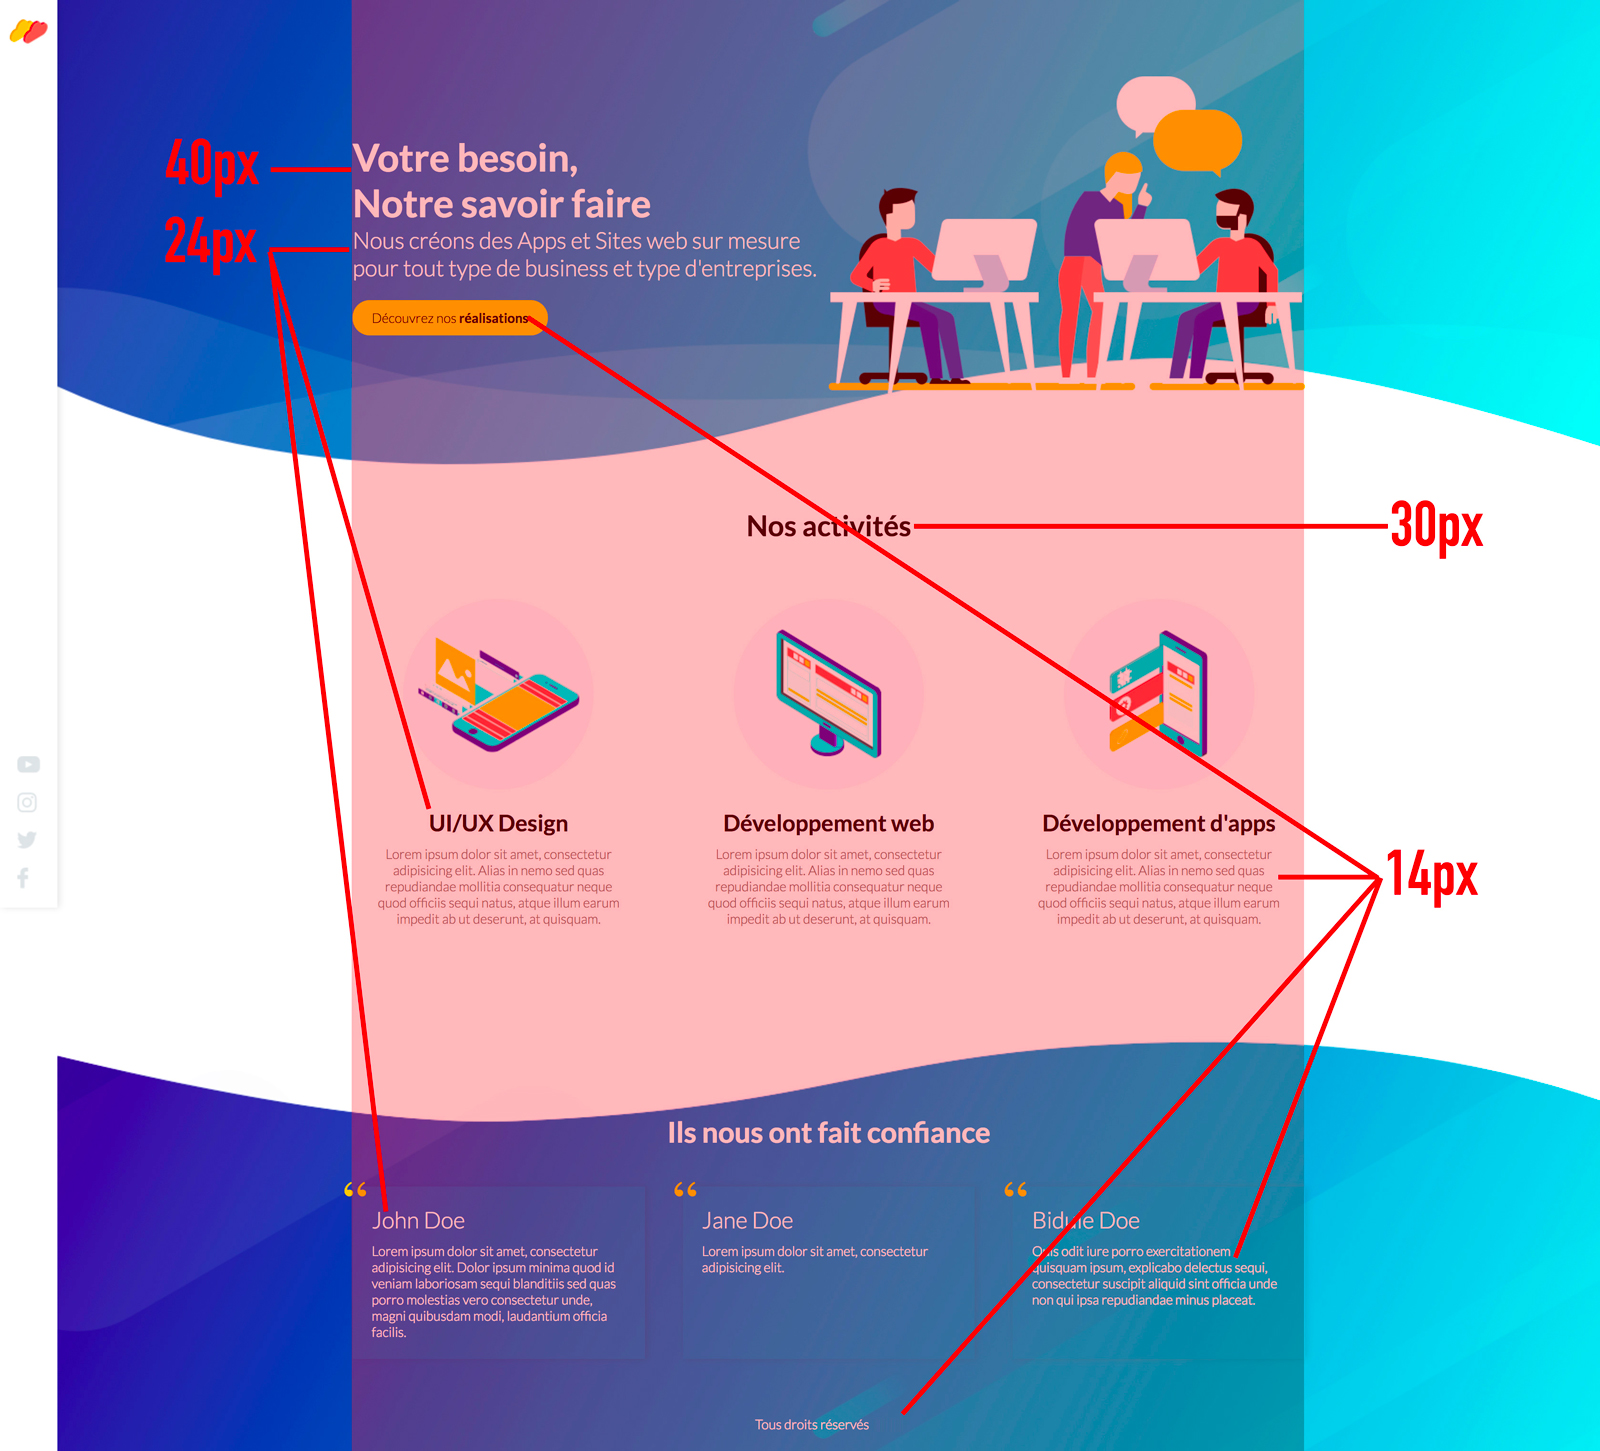 40px
Votre besoin,
Notre savoir faire
24px
Nous créons des Apps et Sites web sur mesure
pour tout type de business et type d'entreprises.
Découvrez nos réalisations
Nos activités
30px
UI/UX Design
Lorem ipsum dolor sit amet, consectetur
adipisicing elit. Alias in nemo sed quas
repudiandae mollitia consequatur neque
quod officiis sequi natus, atque illum earum
impedit ab ut deserunt, at quisquam.
Développement web
Lorem ipsum dolor sit amet, consectetur
adipisicing elit. Alias in nemo sed quas
repudiandae mollitia consequatur neque
quod officiis sequi natus, atque illum earum
impedit ab ut deserunt, at quisquam.
Développement d'apps
Lorem ipsum dolor sit amet, consectetur
adipisicing elit. Alias in nemo sed quas
repudiandae mollitia consequatur neque
quod officiis sequi natus, atque illum earum
impedit ab ut deserunt, at quisquam.
14px
Ils nous ont fait confiance
“
John Doe
Lorem ipsum dolor sit amet, consectetur
adipisicing elit. Dolor ipsum minima quod id
veniam laboriosam sequi blanditiis sed quas
porro molestias vero consectetur unde,
magni quibusdam modi, laudantium officia
facilis.
“
Jane Doe
Lorem ipsum dolor sit amet, consectetur
adipisicing elit.
“
Bidule Doe
Quis odit iure porro exercitationem
quisquam ipsum, explicabo delectus sequi,
consectetur suscipit aliquid sint officia unde
non qui ipsa repudiandae minus placeat.
Tous droits réservés